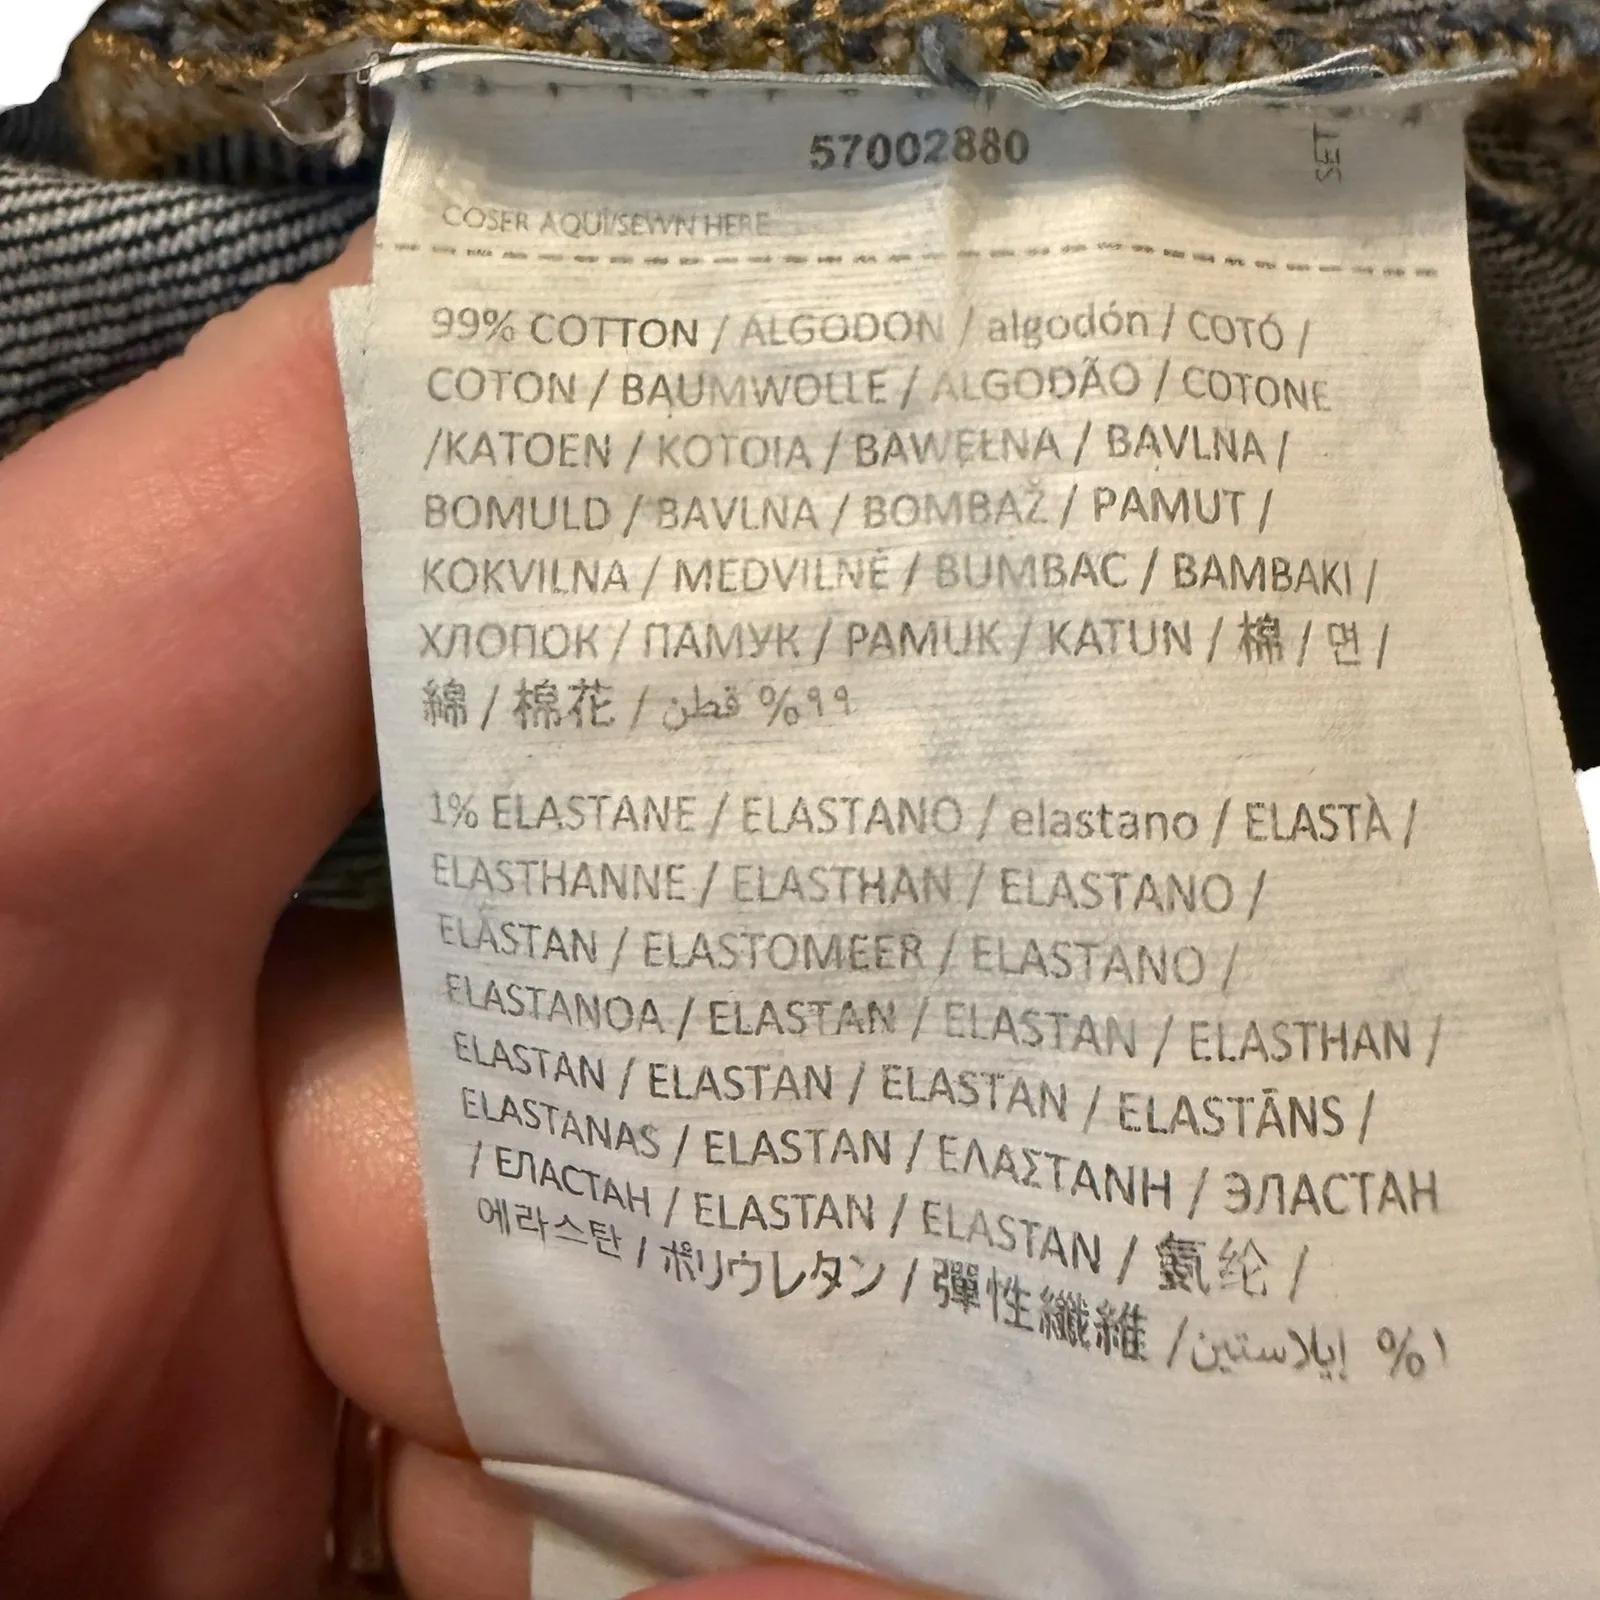 57002880
SET
COSER AQUÍ/SEWN HERE
99% COTTON / ALGODON / algodón / COTÓ /
COTON / BAUMWOLLE / ALGODÃO / COTONE
/KATOEN / KOTOIA / BAWEŁNA / BAVLNA /
BOMULD / BAVLNA / BOMBAŽ / PAMUT /
KOKVILNA / MEDVILNĖ / BUMBAC / BAMBAKI /
ХЛОПОК / ПАМУК / PAMUK / KATUN / 棉 / 면 /
綿 / 棉花 / قطن %٩٩
1% ELASTANE / ELASTANO / elastano / ELASTÀ /
ELASTHANNE / ELASTHAN / ELASTANO /
ELASTAN / ELASTOMEER / ELASTANO /
ELASTANOA / ELASTAN / ELASTAN / ELASTHAN /
ELASTAN / ELASTAN / ELASTAN / ELASTĀNS /
ELASTANAS / ELASTAN / ΕΛΑΣΤΑΝΗ / ЭЛАСТАН
/ ЕЛАСТАН / ELASTAN / ELASTAN / 氨纶 /
에라스탄 / ポリウレタン / 彈性纖維 / إيلاستين %١